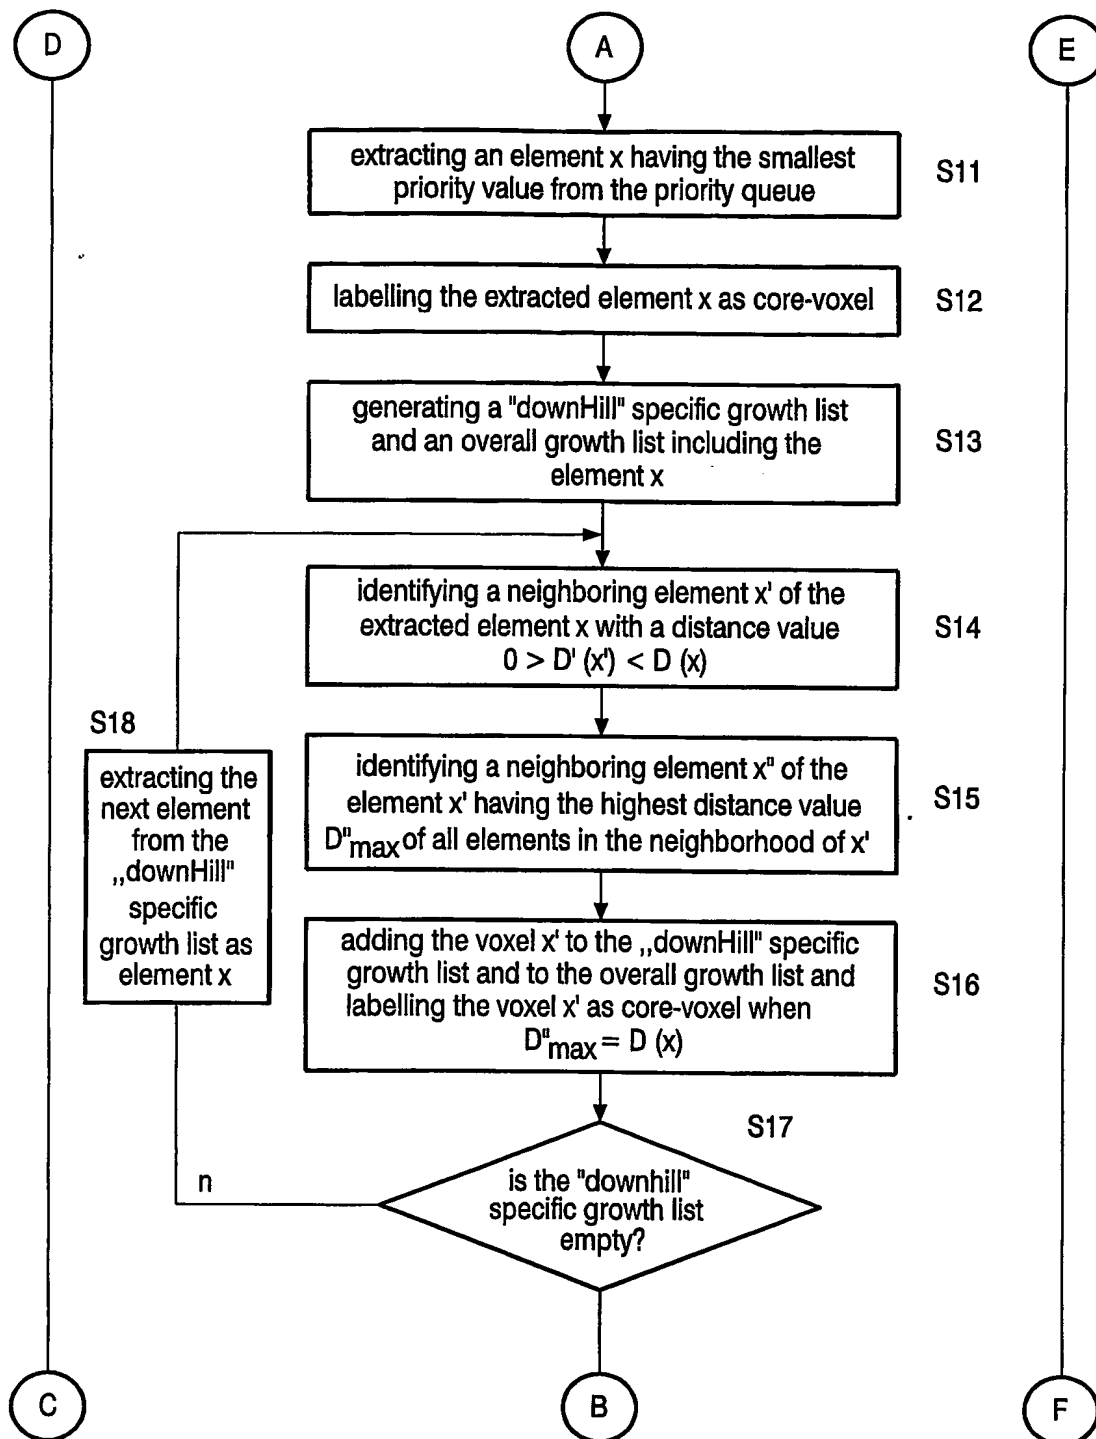 D
A
E
extracting an element x having the smallest
priority value from the priority queue
S11
labelling the extracted element x as core-voxel
S12
generating a "downHill" specific growth list
and an overall growth list including the
element x
S13
identifying a neighboring element x' of the
extracted element x with a distance value
0 > D' (x') < D (x)
S14
S18
extracting the
next element
from the
„downHill"
specific
growth list as
element x
identifying a neighboring element x" of the
element x' having the highest distance value
D"max of all elements in the neighborhood of x'
S15
adding the voxel x' to the „downHill" specific
growth list and to the overall growth list and
labelling the voxel x' as core-voxel when
D"max = D (x)
S16
S17
n
is the "downhill"
specific growth list
empty?
C
B
F